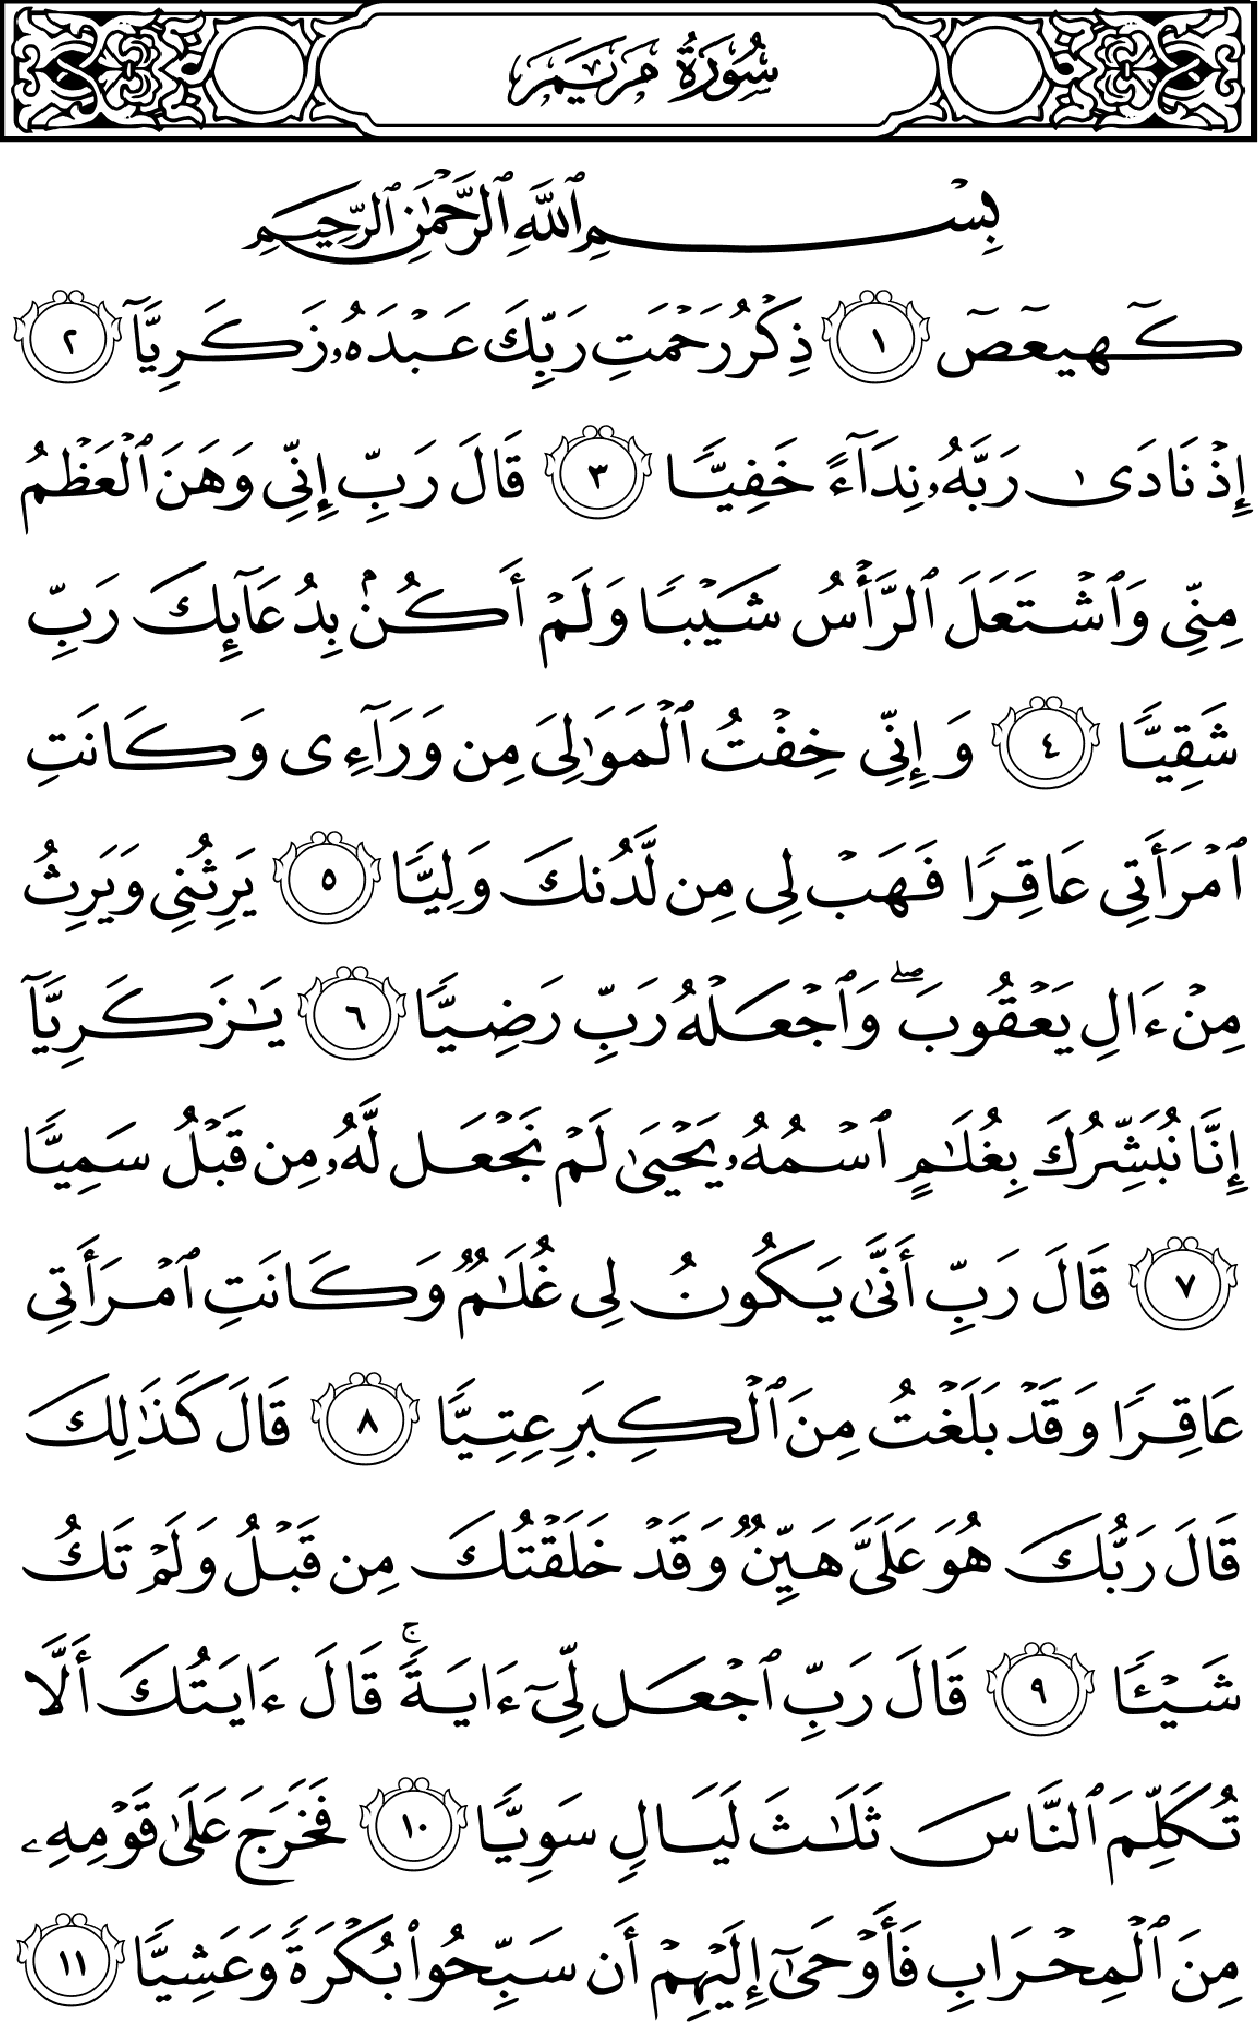 سُورَةُ مَرۡيَمَ
بِسۡمِ ٱللَّهِ ٱلرَّحۡمَٰنِ ٱلرَّحِيمِ
كٓهيعٓصٓ ١ ذِكۡرُ رَحۡمَتِ رَبِّكَ عَبۡدَهُۥ زَكَرِيَّآ ٢
إِذۡ نَادَىٰ رَبَّهُۥ نِدَآءً خَفِيّٗا ٣ قَالَ رَبِّ إِنِّي وَهَنَ ٱلۡعَظۡمُ
مِنِّي وَٱشۡتَعَلَ ٱلرَّأۡسُ شَيۡبٗا وَلَمۡ أَكُنۢ بِدُعَآئِكَ رَبِّ
شَقِيّٗا ٤ وَإِنِّي خِفۡتُ ٱلۡمَوَٰلِيَ مِن وَرَآءِي وَكَانَتِ
ٱمۡرَأَتِي عَاقِرٗا فَهَبۡ لِي مِن لَّدُنكَ وَلِيّٗا ٥ يَرِثُنِي وَيَرِثُ
مِنۡ ءَالِ يَعۡقُوبَۖ وَٱجۡعَلۡهُ رَبِّ رَضِيّٗا ٦ يَٰزَكَرِيَّآ
إِنَّا نُبَشِّرُكَ بِغُلَٰمٍ ٱسۡمُهُۥ يَحۡيَىٰ لَمۡ نَجۡعَل لَّهُۥ مِن قَبۡلُ سَمِيّٗا
٧ قَالَ رَبِّ أَنَّىٰ يَكُونُ لِي غُلَٰمٞ وَكَانَتِ ٱمۡرَأَتِي
عَاقِرٗا وَقَدۡ بَلَغۡتُ مِنَ ٱلۡكِبَرِ عِتِيّٗا ٨ قَالَ كَذَٰلِكَ
قَالَ رَبُّكَ هُوَ عَلَيَّ هَيِّنٞ وَقَدۡ خَلَقۡتُكَ مِن قَبۡلُ وَلَمۡ تَكُ
شَيۡـٔٗا ٩ قَالَ رَبِّ ٱجۡعَل لِّيٓ ءَايَةٗۚ قَالَ ءَايَتُكَ أَلَّا
تُكَلِّمَ ٱلنَّاسَ ثَلَٰثَ لَيَالٖ سَوِيّٗا ١٠ فَخَرَجَ عَلَىٰ قَوۡمِهِۦ
مِنَ ٱلۡمِحۡرَابِ فَأَوۡحَىٰٓ إِلَيۡهِمۡ أَن سَبِّحُواْ بُكۡرَةٗ وَعَشِيّٗا ١١